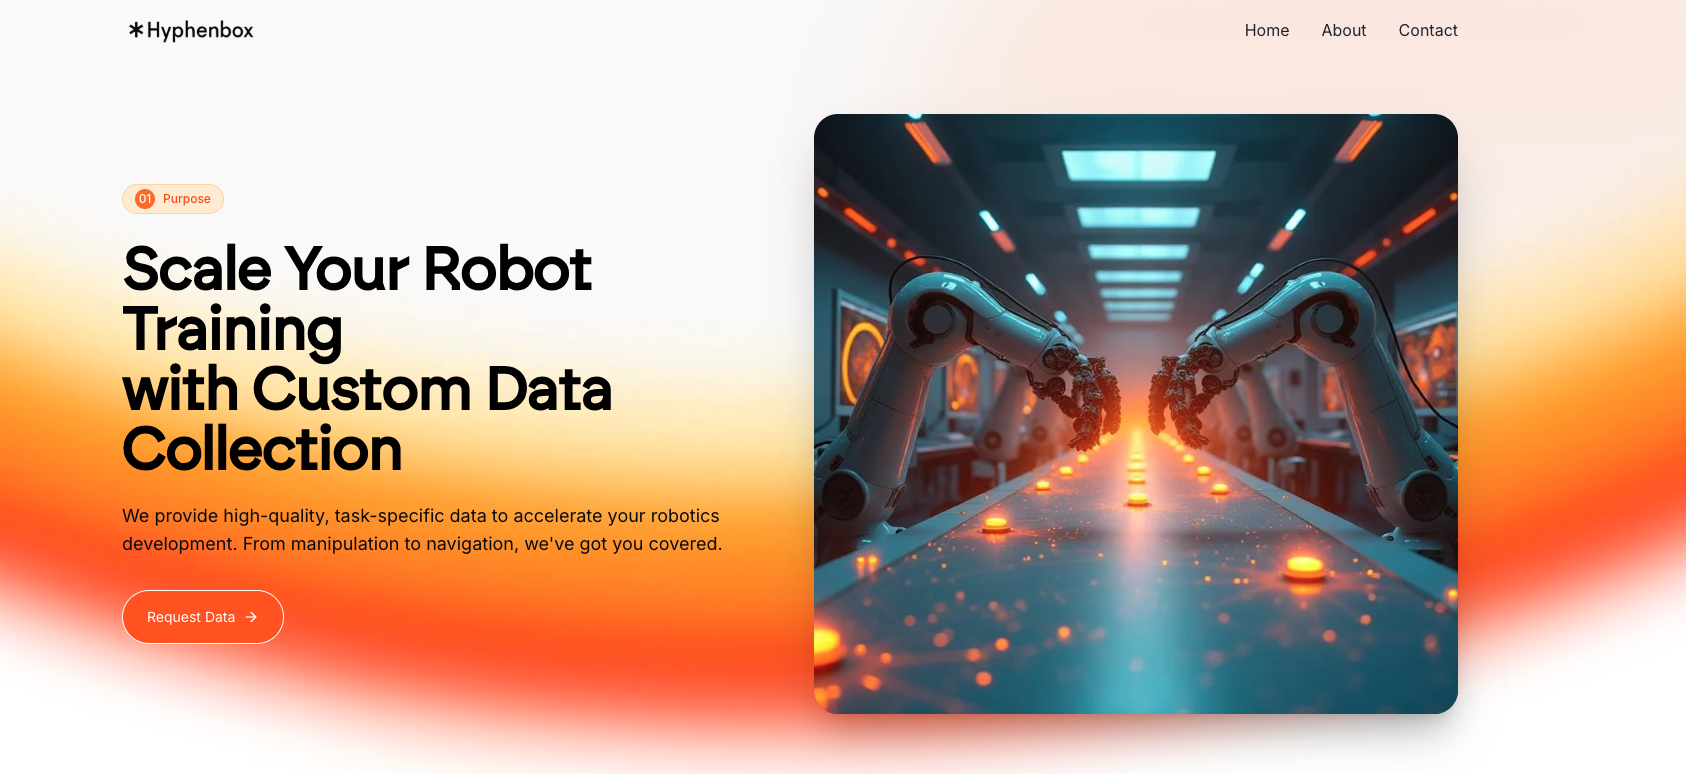 Hyphenbox
Home
About
Contact
01 Purpose
Scale Your Robot
Training
with Custom Data
Collection
We provide high-quality, task-specific data to accelerate your robotics
development. From manipulation to navigation, we've got you covered.
Request Data →